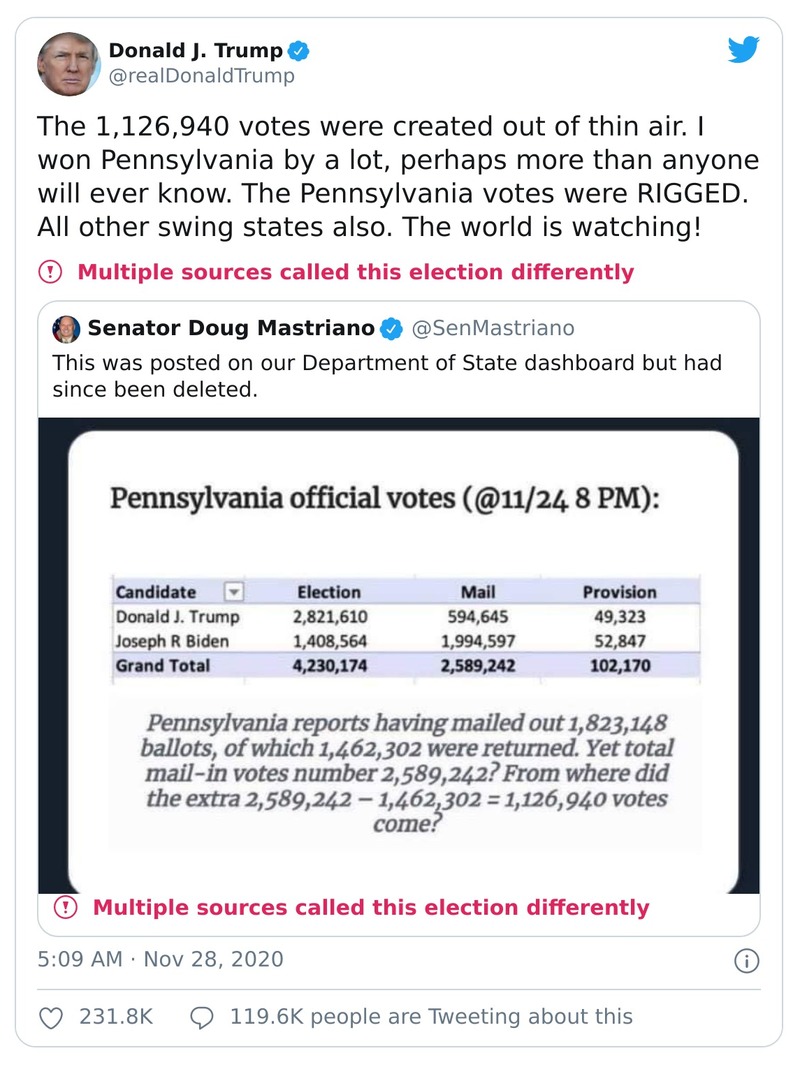 Donald J. Trump
@realDonaldTrump
The 1,126,940 votes were created out of thin air. I
won Pennsylvania by a lot, perhaps more than anyone
will ever know. The Pennsylvania votes were RIGGED.
All other swing states also. The world is watching!
Multiple sources called this election differently
Senator Doug Mastriano @SenMastriano
This was posted on our Department of State dashboard but had
since been deleted.
Pennsylvania official votes (@11/24 8 PM):
Candidate Election Mail Provision
Donald J. Trump 2,821,610 594,645 49,323
Joseph R Biden 1,408,564 1,994,597 52,847
Grand Total 4,230,174 2,589,242 102,170
Pennsylvania reports having mailed out 1,823,148
ballots, of which 1,462,302 were returned. Yet total
mail-in votes number 2,589,242? From where did
the extra 2,589,242 – 1,462,302 = 1,126,940 votes
come?
Multiple sources called this election differently
5:09 AM · Nov 28, 2020
231.8K 119.6K people are Tweeting about this